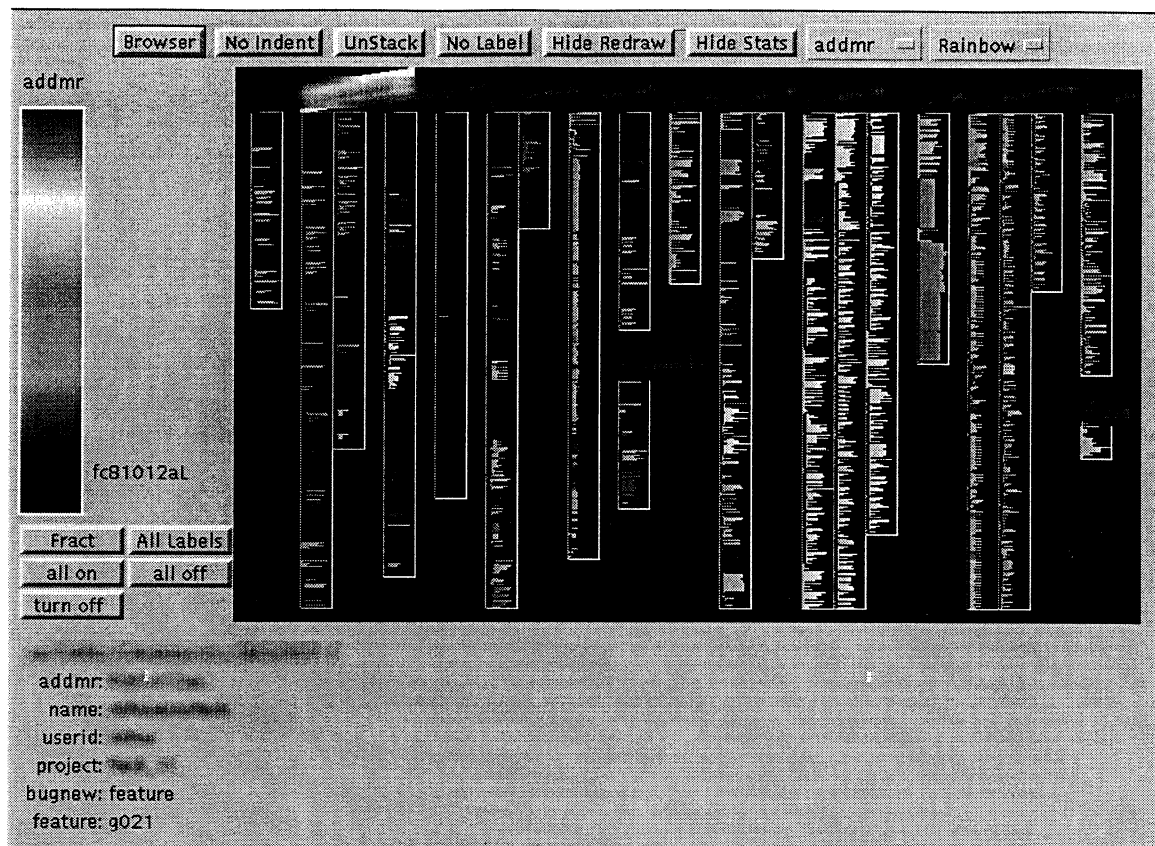 Browser No Indent UnStack No Label Hide Redraw Hide Stats addmr Rainbow
addmr
fc81012aL
Fract All Labels
all on all off
turn off
addmr:
name:
userid:
project:
bugnew: feature
feature: g021